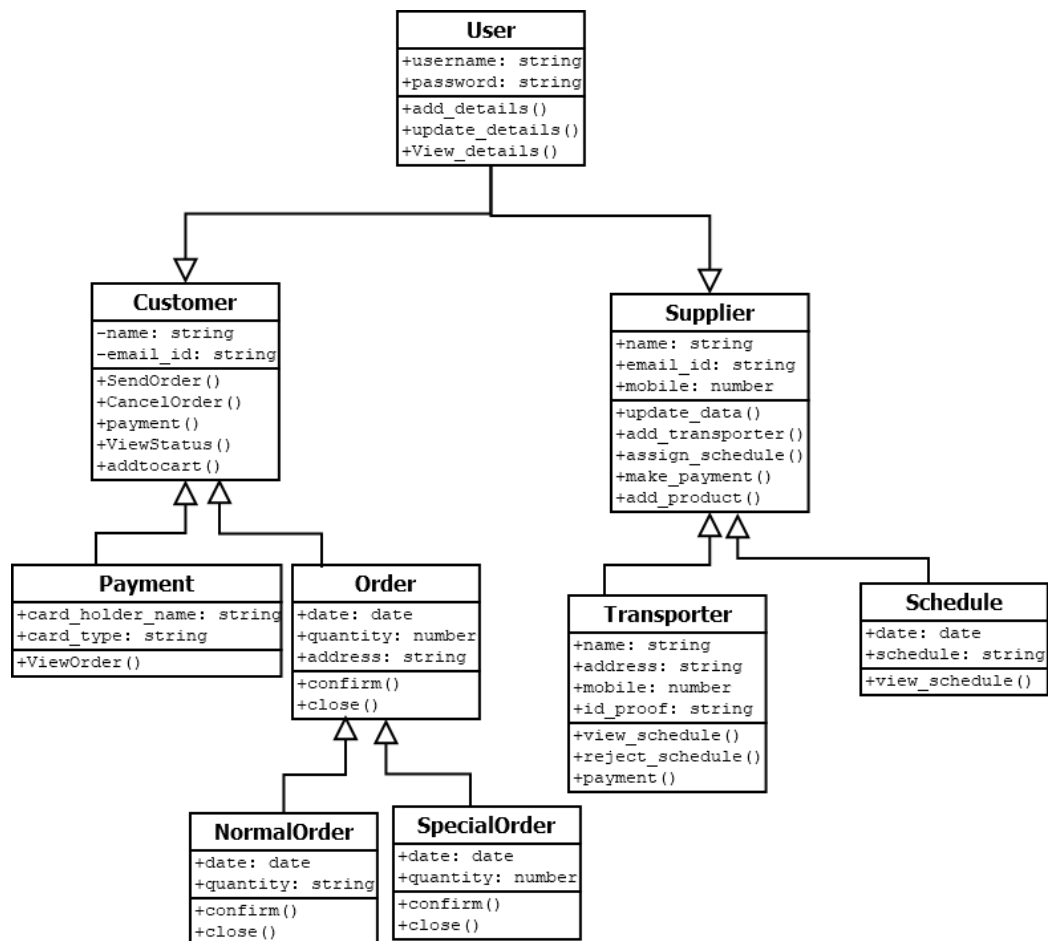 User
+username: string
+password: string
+add_details()
+update_details()
+View_details()
Customer
-name: string
-email_id: string
+SendOrder()
+CancelOrder()
+payment()
+ViewStatus()
+addtocart()
Supplier
+name: string
+email_id: string
+mobile: number
+update_data()
+add_transporter()
+assign_schedule()
+make_payment()
+add_product()
Payment
+card_holder_name: string
+card_type: string
+ViewOrder()
Order
+date: date
+quantity: number
+address: string
+confirm()
+close()
Transporter
+name: string
+address: string
+mobile: number
+id_proof: string
+view_schedule()
+reject_schedule()
+payment()
Schedule
+date: date
+schedule: string
+view_schedule()
NormalOrder
+date: date
+quantity: string
+confirm()
+close()
SpecialOrder
+date: date
+quantity: number
+confirm()
+close()